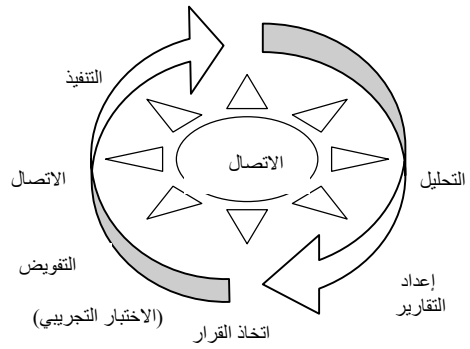 التنفيذ
الاتصال
الاتصال
التحليل
التفويض
إعداد
التقارير
(الاختبار التجريبي)
اتخاذ القرار